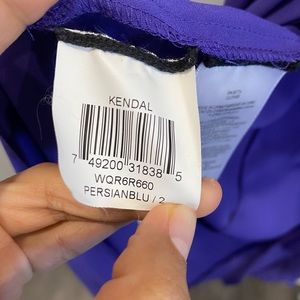 KENDAL
7 49200 31838 5
WQR6R660
PERSIANBLU / 2